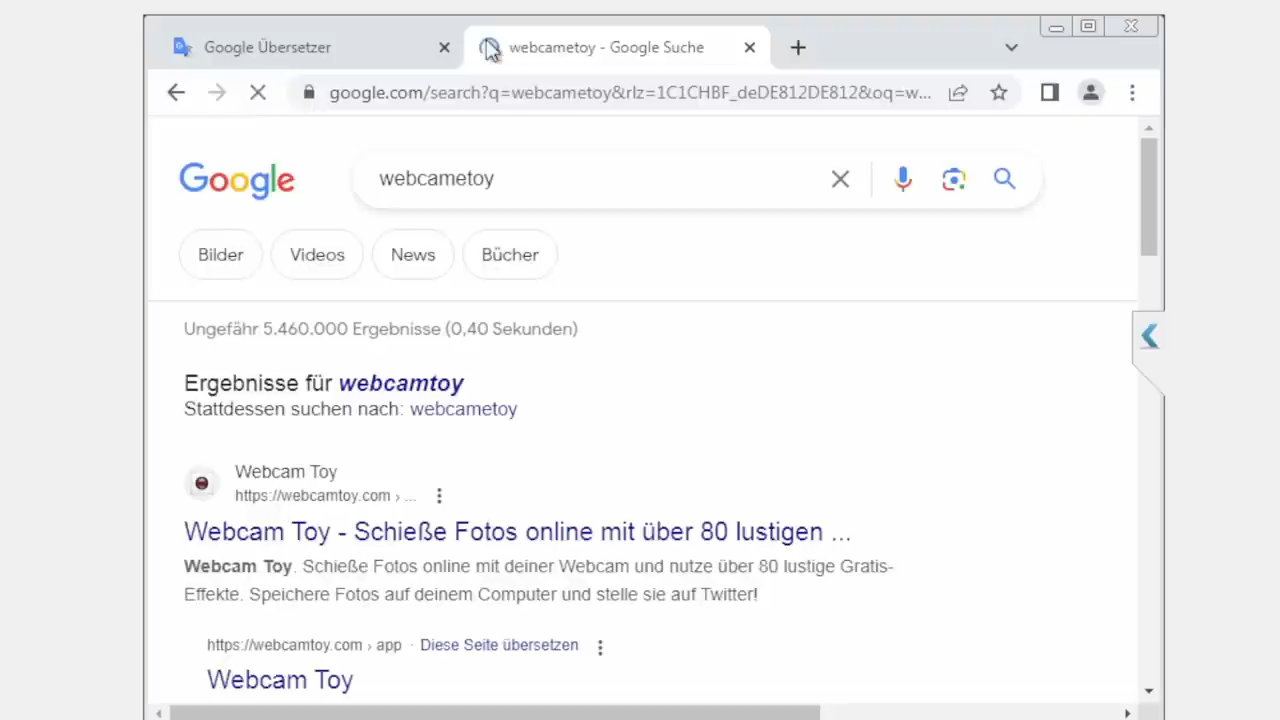 Google Übersetzer
webcametoy - Google Suche
google.com/search?q=webcametoy&rlz=1C1CHBF_deDE812DE812&oq=w...
Google
webcametoy
Bilder
Videos
News
Bücher
Ungefähr 5.460.000 Ergebnisse (0,40 Sekunden)
Ergebnisse für webcamtoy
Stattdessen suchen nach: webcametoy
Webcam Toy
https://webcamtoy.com › ...
Webcam Toy - Schieße Fotos online mit über 80 lustigen ...
Webcam Toy. Schieße Fotos online mit deiner Webcam und nutze über 80 lustige Gratis-
Effekte. Speichere Fotos auf deinem Computer und stelle sie auf Twitter!
https://webcamtoy.com › app · Diese Seite übersetzen
Webcam Toy